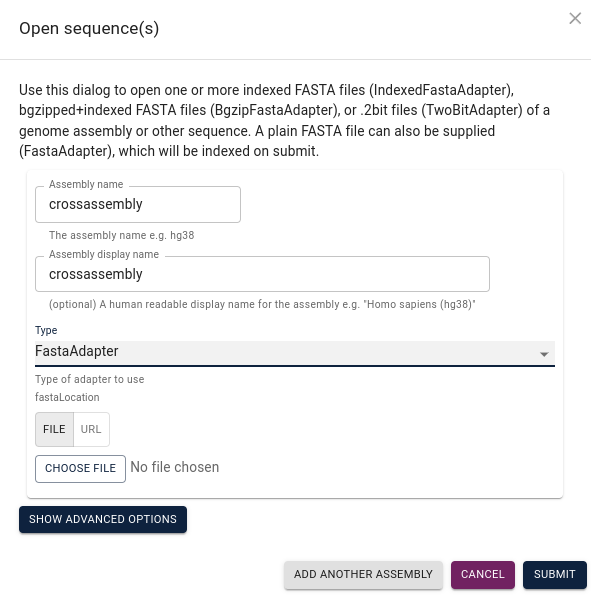 Open sequence(s)
Use this dialog to open one or more indexed FASTA files (IndexedFastaAdapter),
bgzipped+indexed FASTA files (BgzipFastaAdapter), or .2bit files (TwoBitAdapter) of a
genome assembly or other sequence. A plain FASTA file can also be supplied
(FastaAdapter), which will be indexed on submit.
Assembly name
crossassembly
The assembly name e.g. hg38
Assembly display name
crossassembly
(optional) A human readable display name for the assembly e.g. "Homo sapiens (hg38)"
Type
FastaAdapter
Type of adapter to use
fastaLocation
FILE URL
CHOOSE FILE No file chosen
SHOW ADVANCED OPTIONS
ADD ANOTHER ASSEMBLY CANCEL SUBMIT